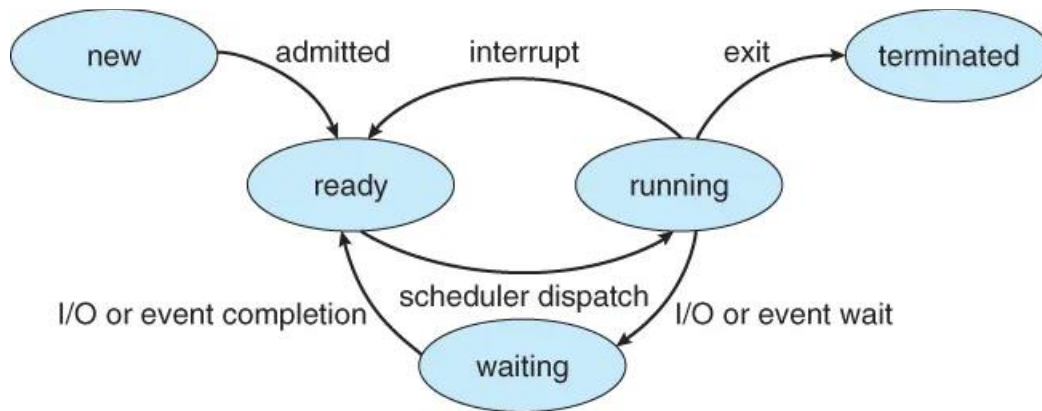 new
admitted
interrupt
exit
terminated
ready
running
scheduler dispatch
I/O or event completion
I/O or event wait
waiting